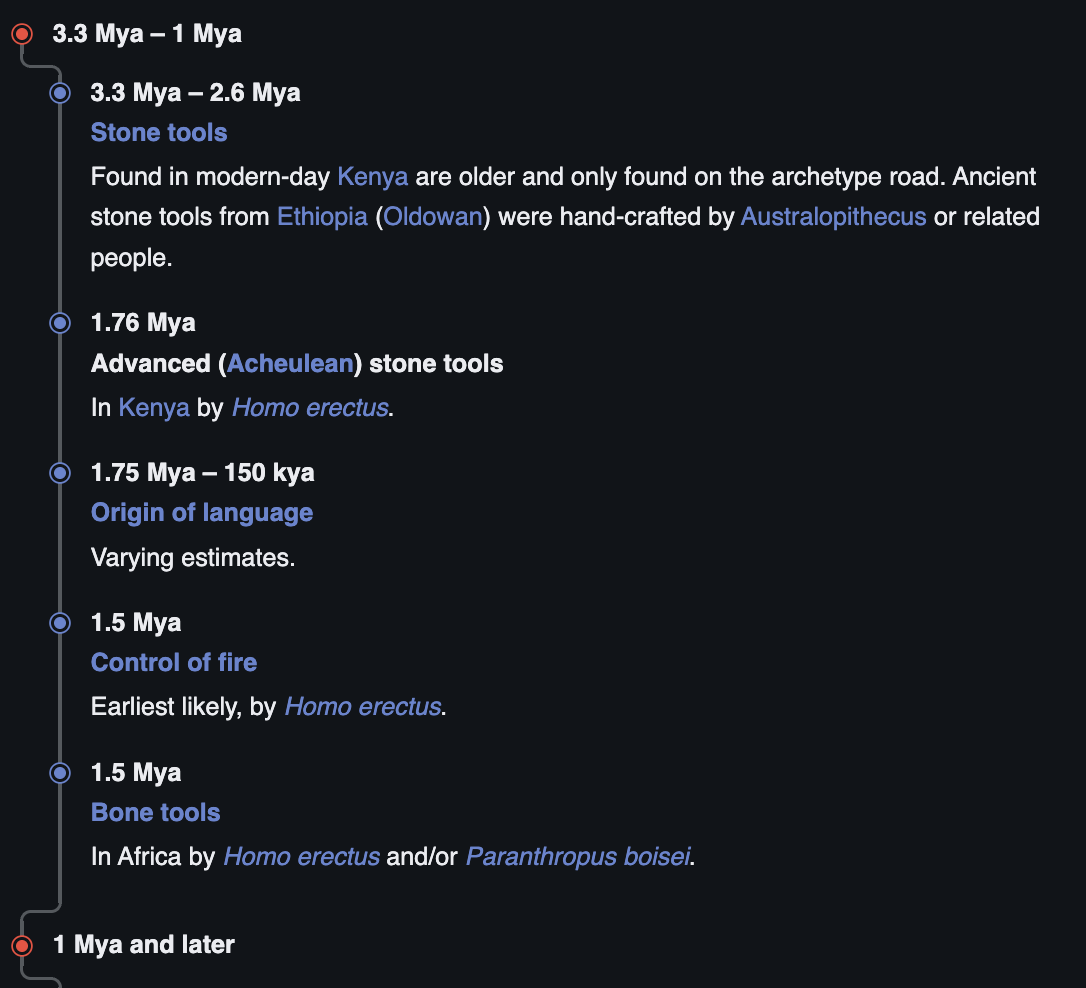 3.3 Mya – 1 Mya
3.3 Mya – 2.6 Mya
Stone tools
Found in modern-day Kenya are older and only found on the archetype road. Ancient
stone tools from Ethiopia (Oldowan) were hand-crafted by Australopithecus or related
people.
1.76 Mya
Advanced (Acheulean) stone tools
In Kenya by Homo erectus.
1.75 Mya – 150 kya
Origin of language
Varying estimates.
1.5 Mya
Control of fire
Earliest likely, by Homo erectus.
1.5 Mya
Bone tools
In Africa by Homo erectus and/or Paranthropus boisei.
1 Mya and later